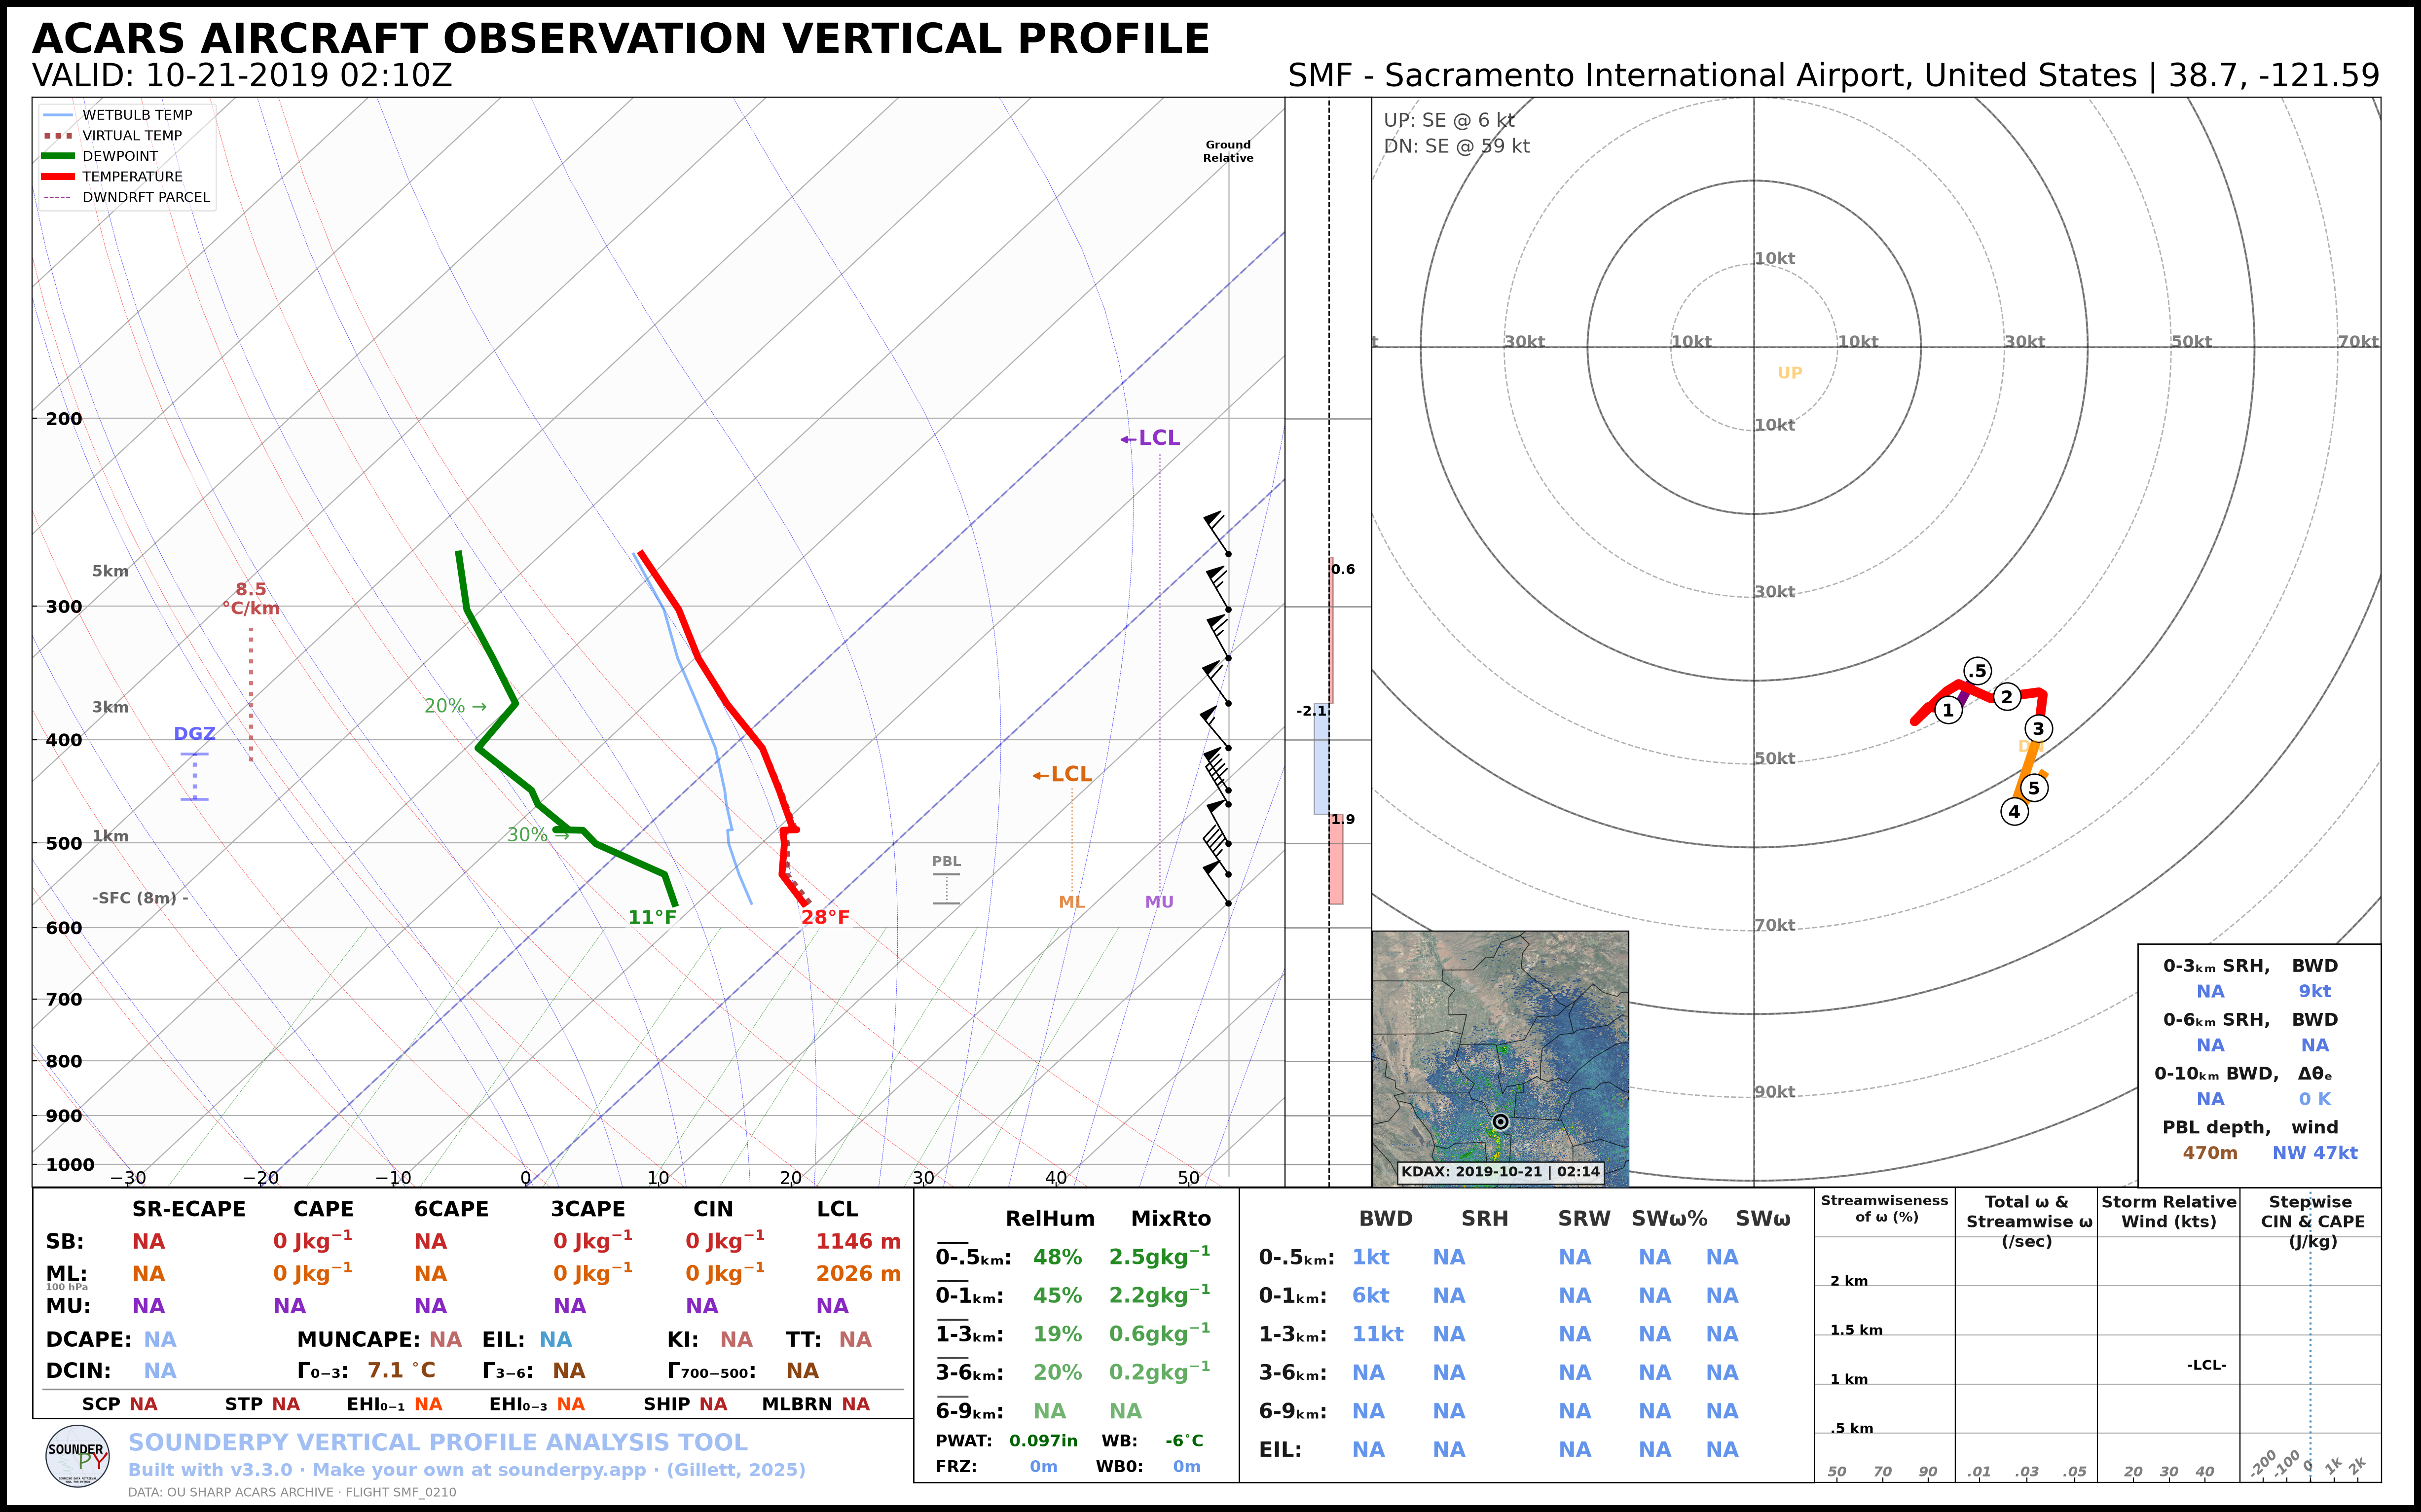 ACARS AIRCRAFT OBSERVATION VERTICAL PROFILE
VALID: 10-21-2019 02:10Z
SMF - Sacramento International Airport, United States | 38.7, -121.59
WETBULB TEMP
VIRTUAL TEMP
DEWPOINT
TEMPERATURE
DWNDRFT PARCEL
Ground
Relative
200
300
400
500
600
700
800
900
1000
5km
3km
1km
-SFC (8m) -
8.5
°C/km
DGZ
20% →
30% →
11°F
28°F
PBL
←LCL
←LCL
ML
MU
−30
−20
−10
0
10
20
30
40
50
0.6
-2.1
1.9
UP: SE @ 6 kt
DN: SE @ 59 kt
10kt
t
30kt
10kt
10kt
30kt
50kt
70kt
UP
10kt
30kt
50kt
70kt
90kt
.5
1
2
3
5
4
KDAX: 2019-10-21 | 02:14
0-3km SRH, BWD
NA 9kt
0-6km SRH, BWD
NA NA
0-10km BWD, Δθe
NA 0 K
PBL depth, wind
470m NW 47kt
SR-ECAPE CAPE 6CAPE 3CAPE CIN LCL
SB: NA 0 Jkg⁻¹ NA 0 Jkg⁻¹ 0 Jkg⁻¹ 1146 m
ML: NA 0 Jkg⁻¹ NA 0 Jkg⁻¹ 0 Jkg⁻¹ 2026 m
100 hPa
MU: NA NA NA NA NA NA
DCAPE: NA MUNCAPE: NA EIL: NA KI: NA TT: NA
DCIN: NA Γ₀₋₃: 7.1 °C Γ₃₋₆: NA Γ₇₀₀₋₅₀₀: NA
SCP NA STP NA EHI₀₋₁ NA EHI₀₋₃ NA SHIP NA MLBRN NA
RelHum MixRto
0-.5km: 48% 2.5gkg⁻¹
0-1km: 45% 2.2gkg⁻¹
1-3km: 19% 0.6gkg⁻¹
3-6km: 20% 0.2gkg⁻¹
6-9km: NA NA
PWAT: 0.097in WB: -6°C
FRZ: 0m WB0: 0m
BWD SRH SRW SWω% SWω
0-.5km: 1kt NA NA NA NA
0-1km: 6kt NA NA NA NA
1-3km: 11kt NA NA NA NA
3-6km: NA NA NA NA NA
6-9km: NA NA NA NA NA
EIL: NA NA NA NA NA
Streamwiseness
of ω (%)
2 km
1.5 km
1 km
.5 km
50 70 90
Total ω &
Streamwise ω
(/sec)
.01 .03 .05
Storm Relative
Wind (kts)
-LCL-
20 30 40
Stepwise
CIN & CAPE
(J/kg)
-200 -100 0 1k 2k
SOUNDERPY
SOUNDERPY VERTICAL PROFILE ANALYSIS TOOL
Built with v3.3.0 · Make your own at sounderpy.app · (Gillett, 2025)
DATA: OU SHARP ACARS ARCHIVE · FLIGHT SMF_0210